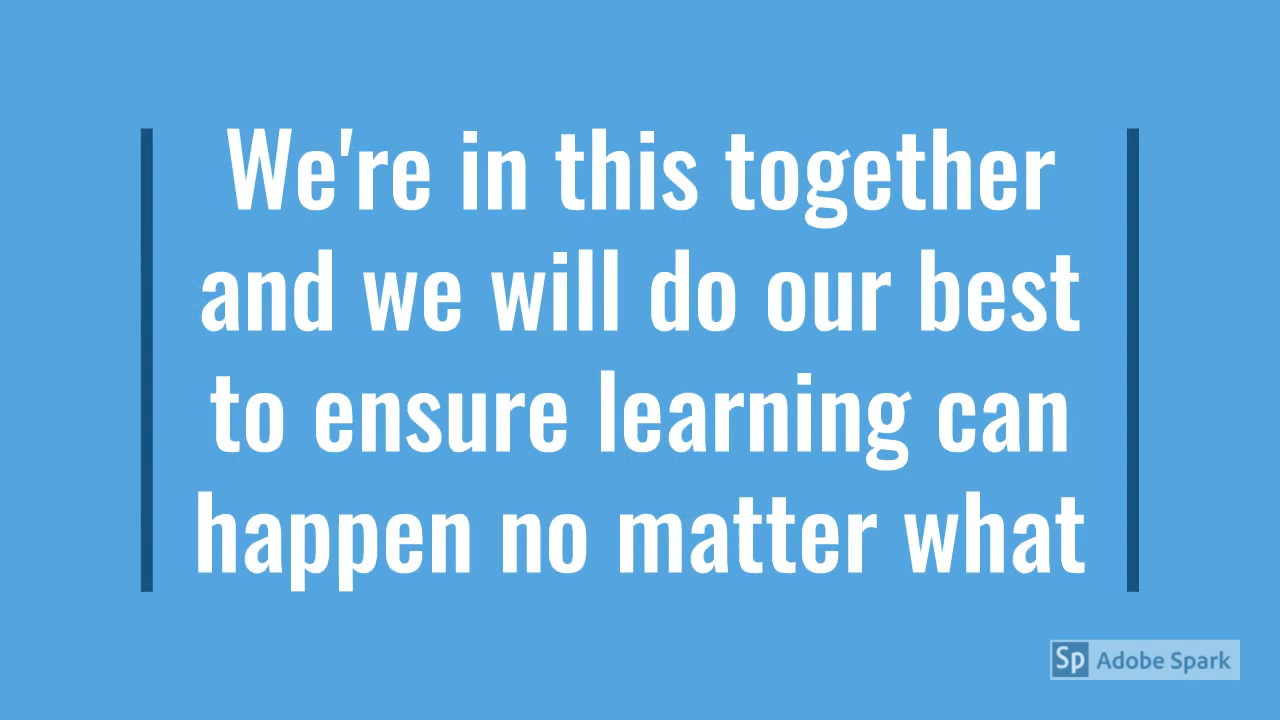 We're in this together
and we will do our best
to ensure learning can
happen no matter what
Sp Adobe Spark